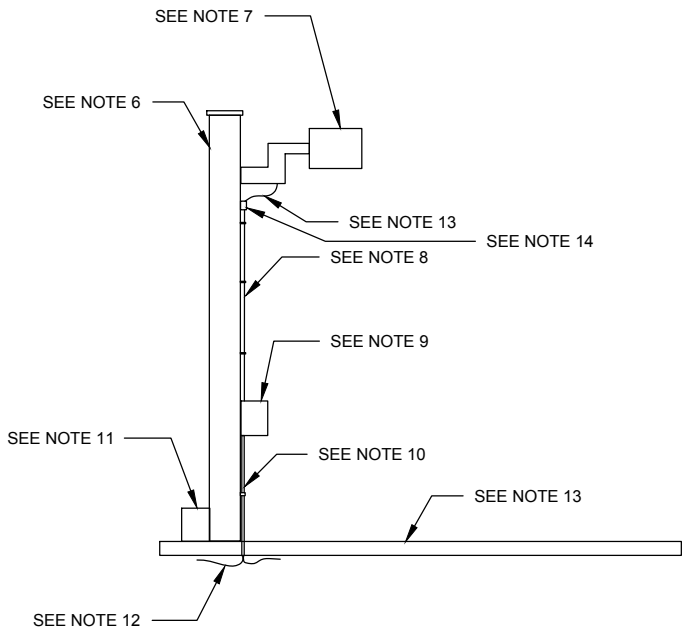 SEE NOTE 7
SEE NOTE 6
SEE NOTE 13
SEE NOTE 14
SEE NOTE 8
SEE NOTE 9
SEE NOTE 11
SEE NOTE 10
SEE NOTE 13
SEE NOTE 12